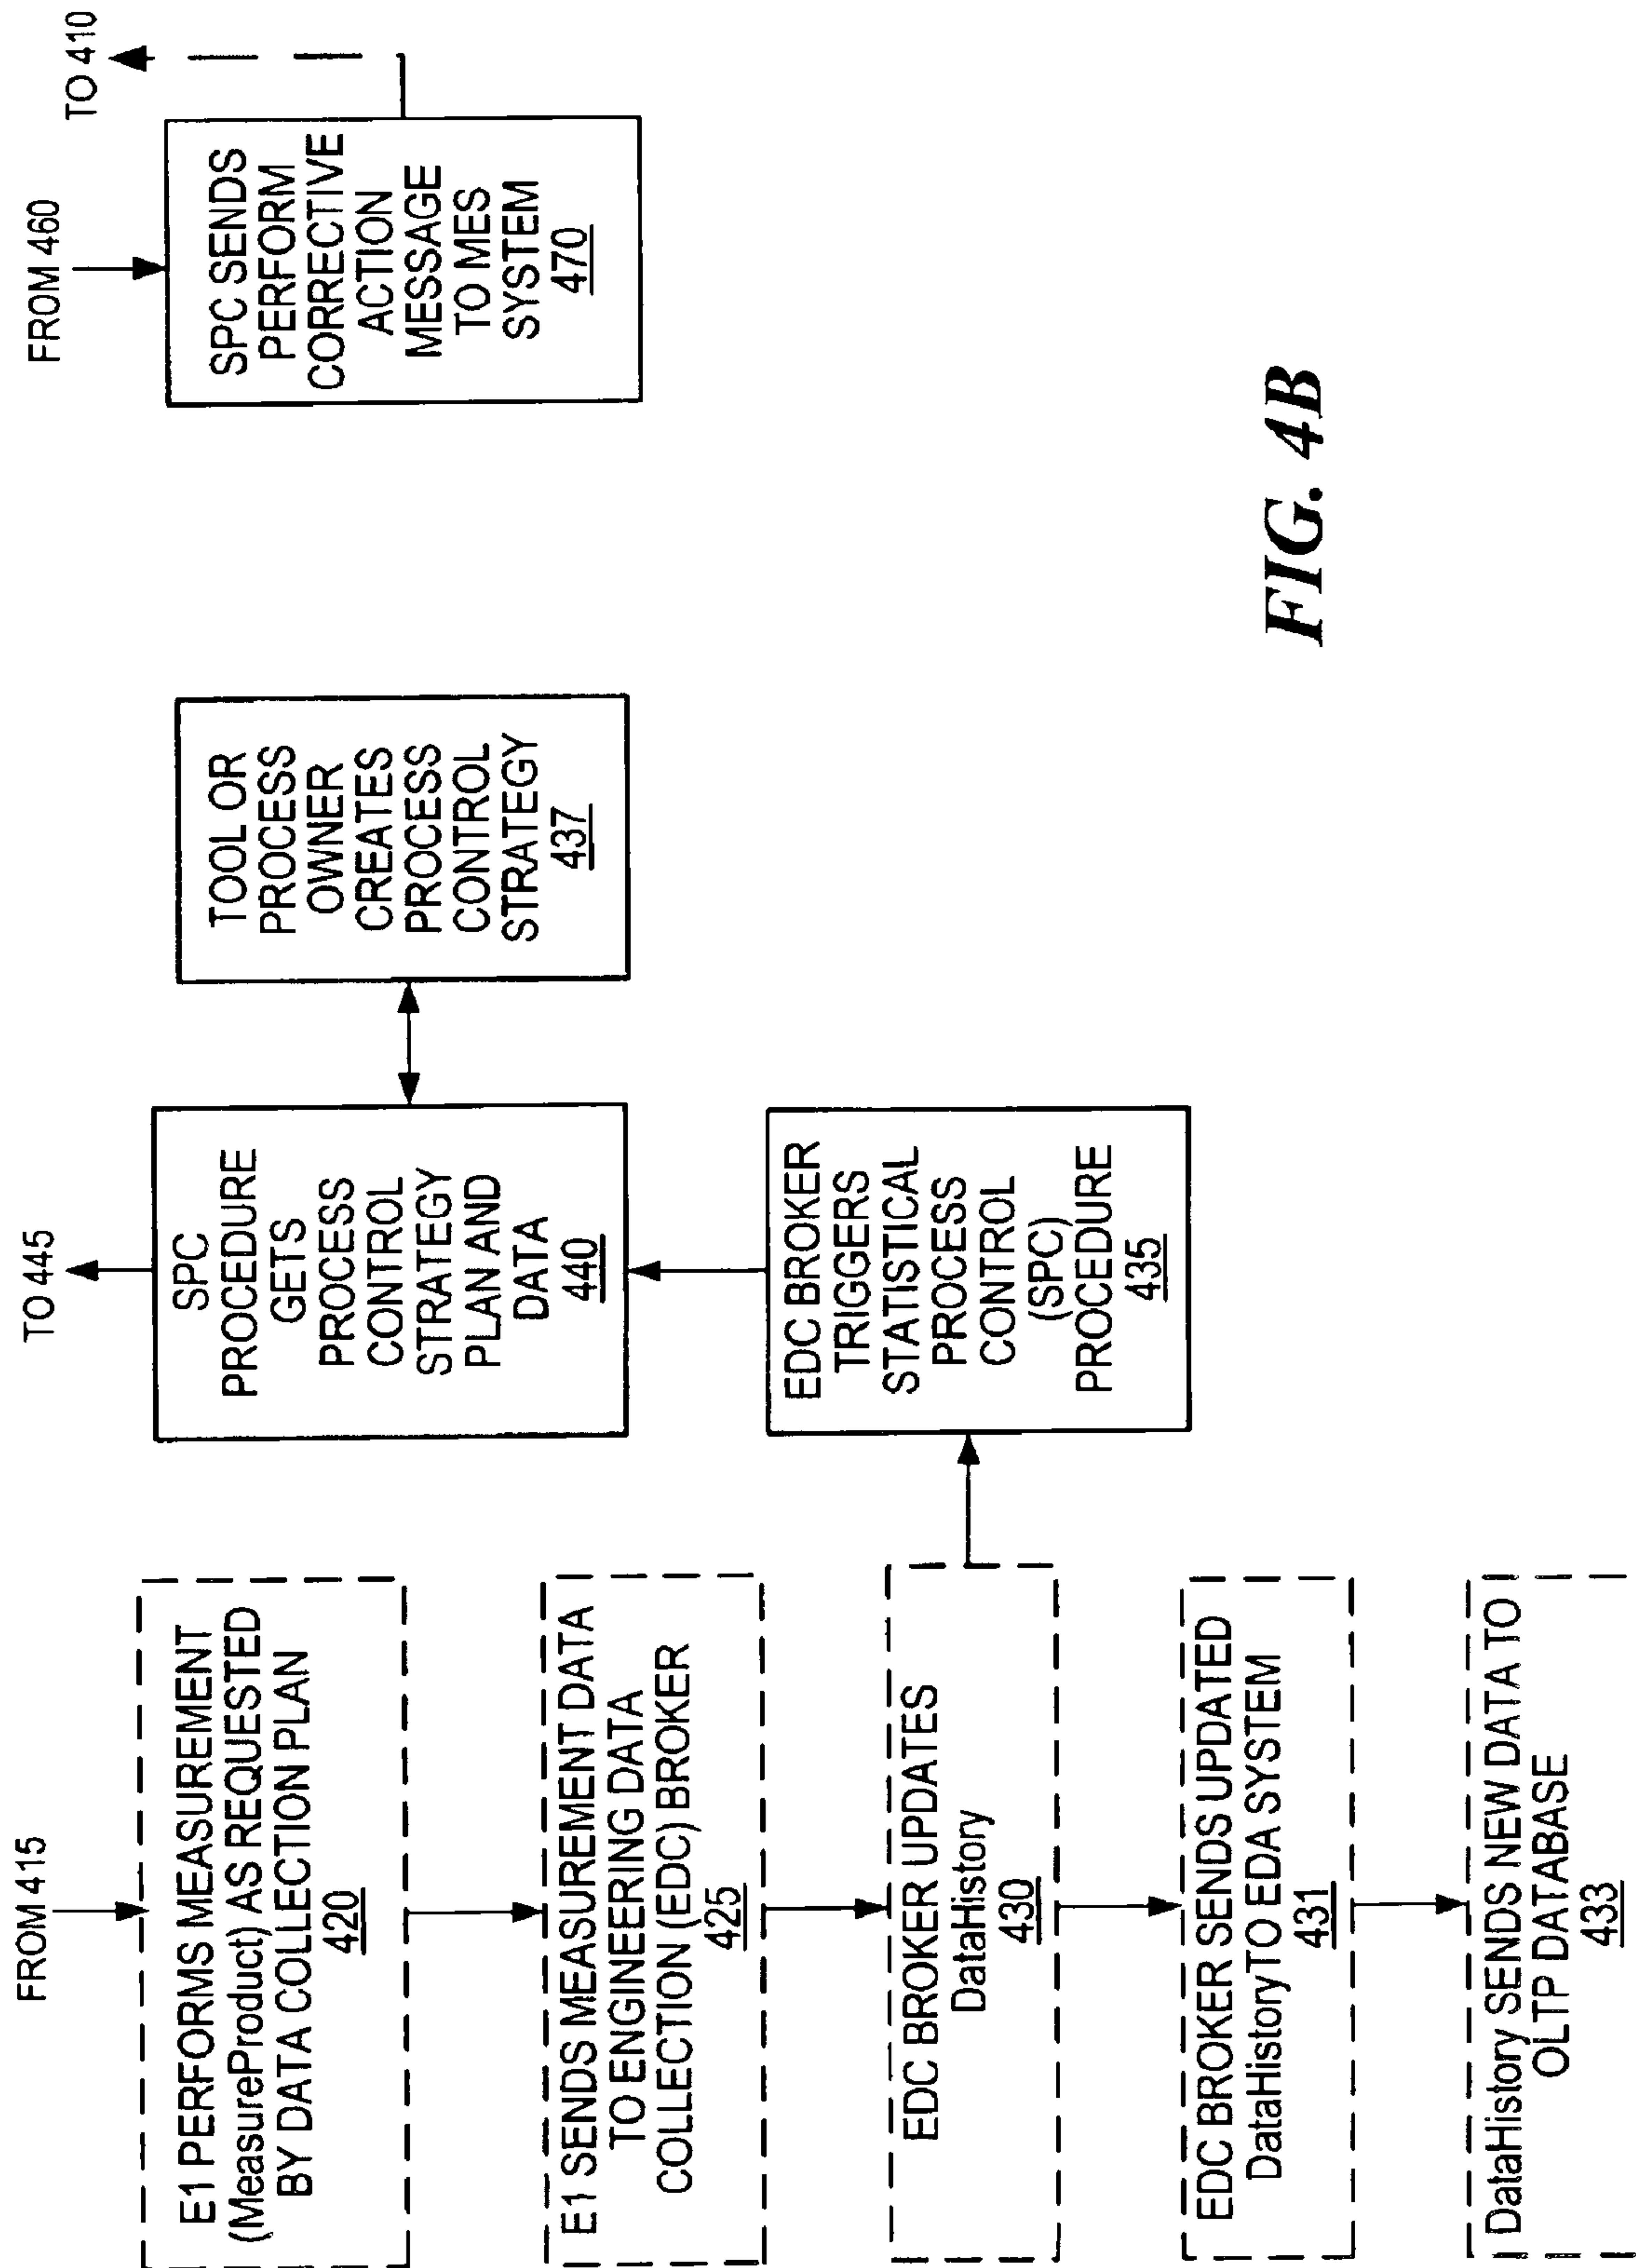 FROM 415
E1 PERFORMS MEASUREMENT
(MeasureProduct) AS REQUESTED
BY DATA COLLECTION PLAN
420
E1 SENDS MEASUREMENT DATA
TO ENGINEERING DATA
COLLECTION (EDC) BROKER
425
EDC BROKER UPDATES
DataHistory
430
EDC BROKER SENDS UPDATED
DataHistoryTO EDA SYSTEM
431
DataHistory SENDS NEW DATA TO
OLTP DATABASE
433
TO 445
SPC
PROCEDURE
GETS
PROCESS
CONTROL
STRATEGY
PLAN AND
DATA
440
EDC BROKER
TRIGGERS
STATISTICAL
PROCESS
CONTROL
(SPC)
PROCEDURE
435
TOOL OR
PROCESS
OWNER
CREATES
PROCESS
CONTROL
STRATEGY
437
FROM 460
TO 410
SPC SENDS
PERFORM
CORRECTIVE
ACTION
MESSAGE
TO MES
SYSTEM
470
FIG. 4B